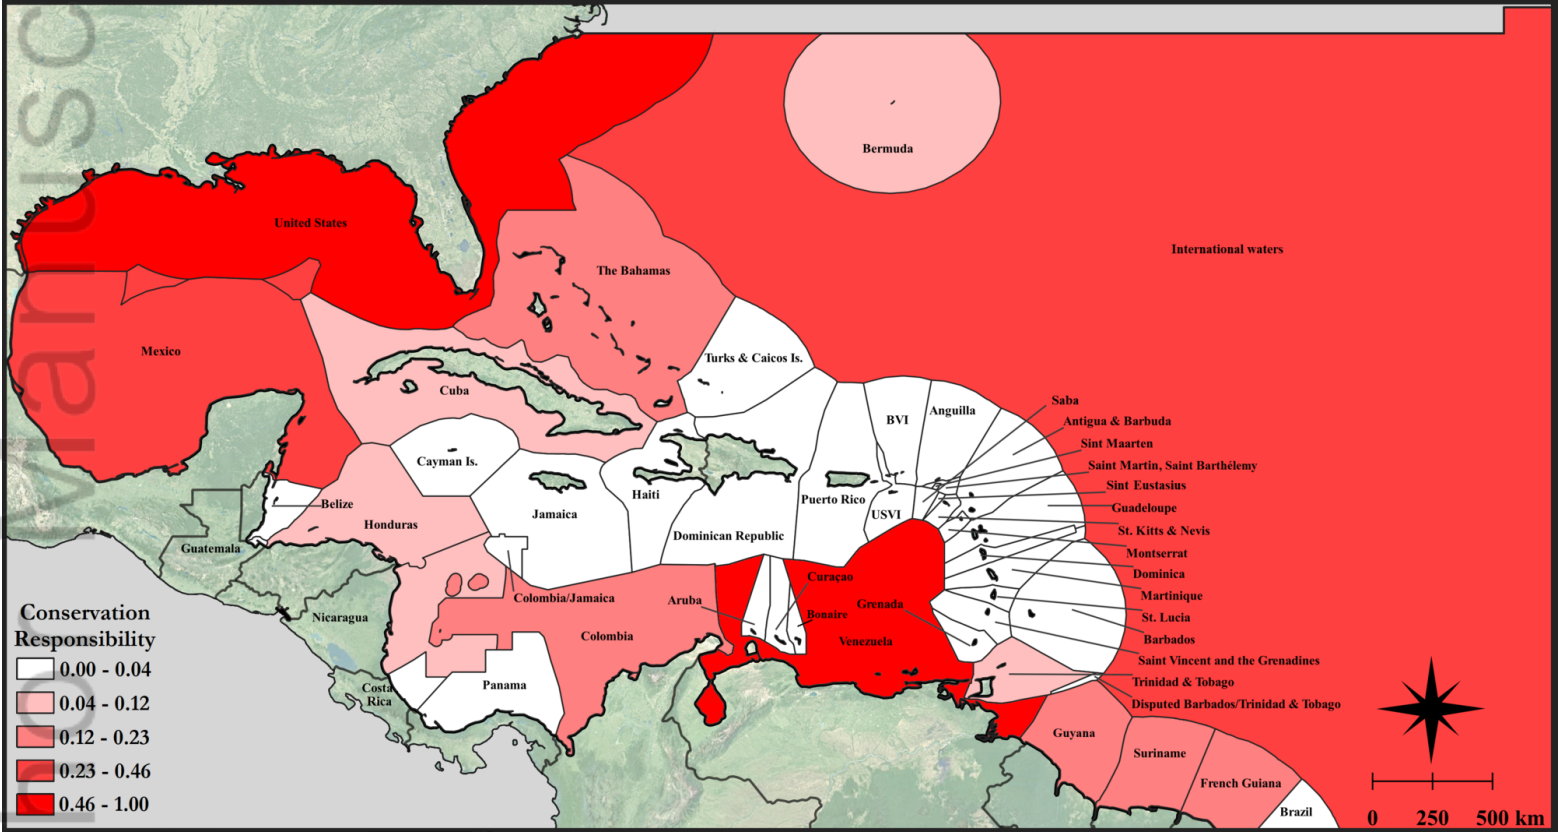 Manusc
Bermuda
United States
International waters
The Bahamas
Mexico
Turks & Caicos Is.
Cuba
Saba
BVI
Anguilla
Antigua & Barbuda
Sint Maarten
Cayman Is.
Saint Martin, Saint Barthélemy
Sint Eustasius
Haiti
Puerto Rico
Belize
Guadeloupe
Jamaica
USVI
Honduras
St. Kitts & Nevis
Dominican Republic
Guatemala
Montserrat
Dominica
Curaçao
Martinique
Colombia/Jamaica
Aruba
Grenada
Bonaire
Nicaragua
St. Lucia
Colombia
Venezuela
Barbados
Saint Vincent and the Grenadines
Panama
Costa
Rica
Trinidad & Tobago
Disputed Barbados/Trinidad & Tobago
Guyana
Suriname
French Guiana
Brazil
Conservation
Responsibility
0.00 - 0.04
0.04 - 0.12
0.12 - 0.23
0.23 - 0.46
0.46 - 1.00
0 250 500 km